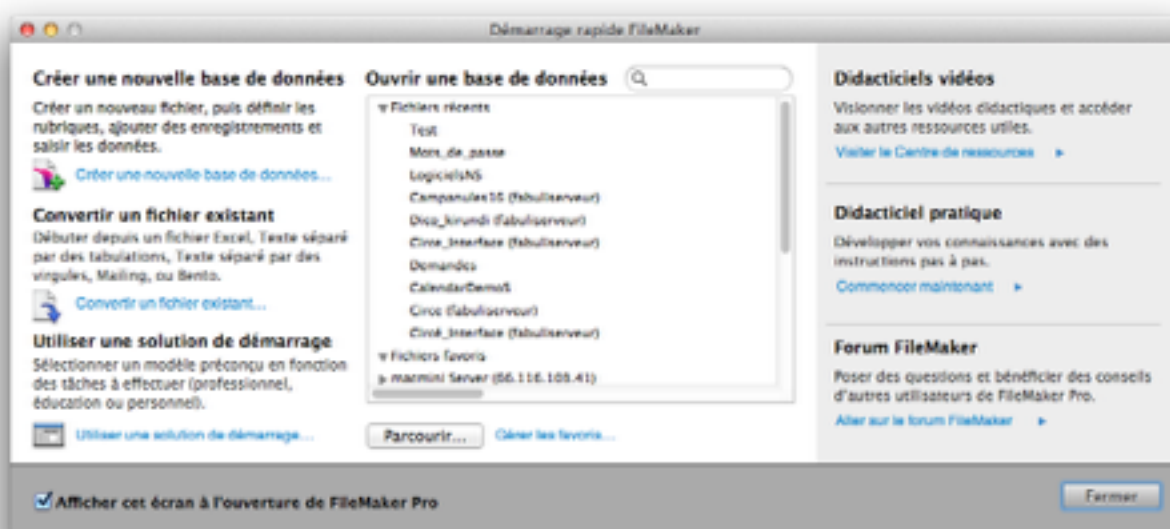 Démarrage rapide FileMaker
Créer une nouvelle base de données
Créer un nouveau fichier, puis définir les
rubriques, ajouter des enregistrements et
saisir les données.
Créer une nouvelle base de données...
Convertir un fichier existant
Débuter depuis un fichier Excel, Texte séparé
par des tabulations, Texte séparé par des
virgules, Mailing, ou Bento.
Convertir un fichier existant...
Utiliser une solution de démarrage
Sélectionner un modèle préconçu en fonction
des tâches à effectuer (professionnel,
éducation ou personnel).
Utiliser une solution de démarrage...
Ouvrir une base de données
Fichiers récents
Test
Mots_de_passe
LogicielsNS
Campanules16 (fabuliserveur)
Dico_kirundi (fabuliserveur)
Circe_Interface (fabuliserveur)
Demandes
CalendarDemo5
Circe (fabuliserveur)
Circé_Interface (fabuliserveur)
Fichiers favoris
macmini Server (66.116.108.41)
Parcourir...
Gérer les favoris...
Didacticiels vidéos
Visionner les vidéos didactiques et accéder
aux autres ressources utiles.
Visiter le Centre de ressources
Didacticiel pratique
Développer vos connaissances avec des
instructions pas à pas.
Commencer maintenant
Forum FileMaker
Poser des questions et bénéficier des conseils
d'autres utilisateurs de FileMaker Pro.
Aller sur le forum FileMaker
Afficher cet écran à l'ouverture de FileMaker Pro
Fermer